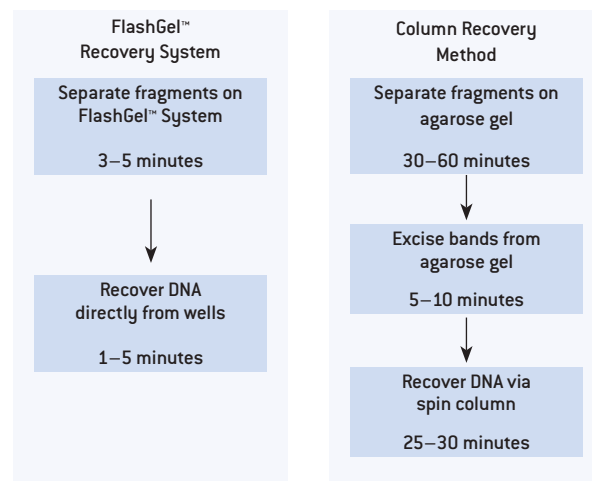 FlashGel™
Recovery System
Separate fragments on
FlashGel™ System
3–5 minutes
Recover DNA
directly from wells
1–5 minutes
Column Recovery
Method
Separate fragments on
agarose gel
30–60 minutes
Excise bands from
agarose gel
5–10 minutes
Recover DNA via
spin column
25–30 minutes